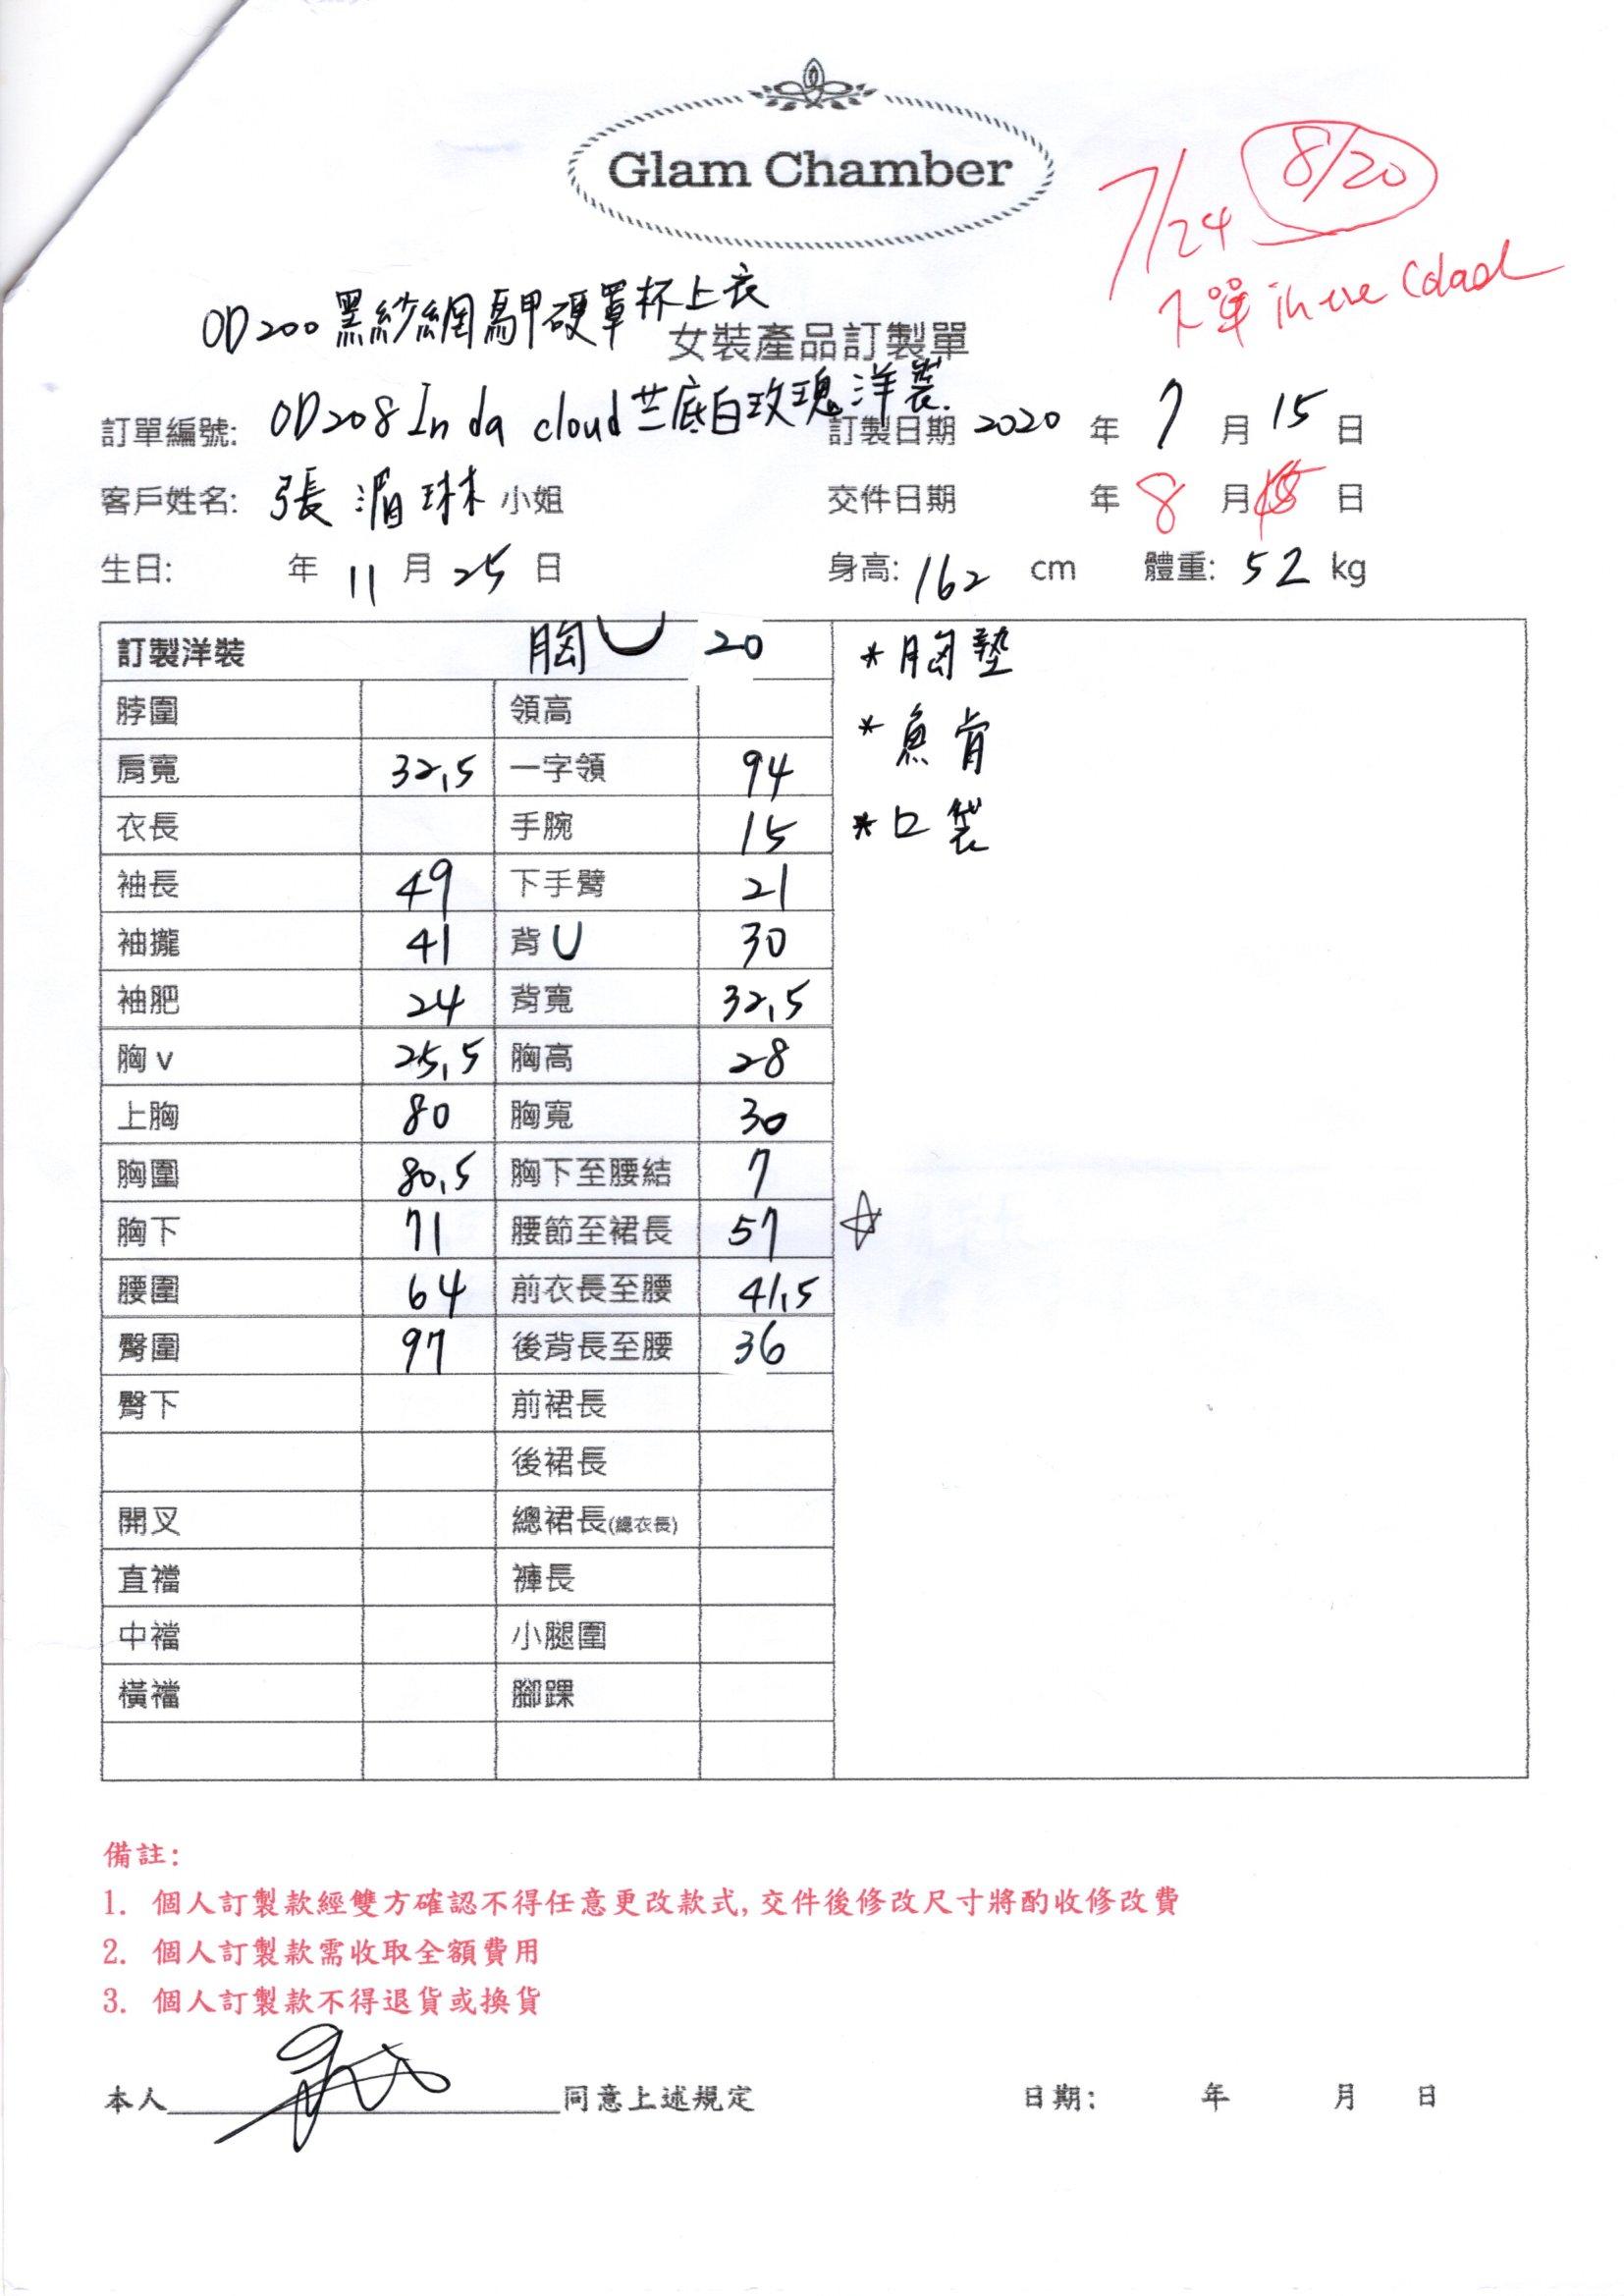 Glam Chamber
7/24 8/20
下單 in the Cloud
OD200黑紗網馬甲硬罩杯上衣
女裝產品訂製單
訂單編號: OD208 In da cloud 芷底白玫瑰洋裝. 訂製日期 2020 年 7 月 15 日
客戶姓名: 張湄琳 小姐 交件日期 年 8 月 日
生日: 年 11 月 25 日 身高: 162 cm 體重: 52 kg
訂製洋裝 胸U 20 *胸墊
脖圍 領高 *魚骨
肩寬 32,5 一字領 94
衣長 手腕 15 *口袋
袖長 49 下手臂 21
袖攏 41 背U 30
袖肥 24 背寬 32,5
胸v 25,5 胸高 28
上胸 80 胸寬 30
胸圍 80,5 胸下至腰結 7
胸下 71 腰節至裙長 57 ☆
腰圍 64 前衣長至腰 41,5
臀圍 97 後背長至腰 36
臀下 前裙長
後裙長
開叉 總裙長(總衣長)
直襠 褲長
中襠 小腿圍
橫襠 腳踝
備註:
1. 個人訂製款經雙方確認不得任意更改款式, 交件後修改尺寸將酌收修改費
2. 個人訂製款需收取全額費用
3. 個人訂製款不得退貨或換貨
本人 同意上述規定 日期: 年 月 日